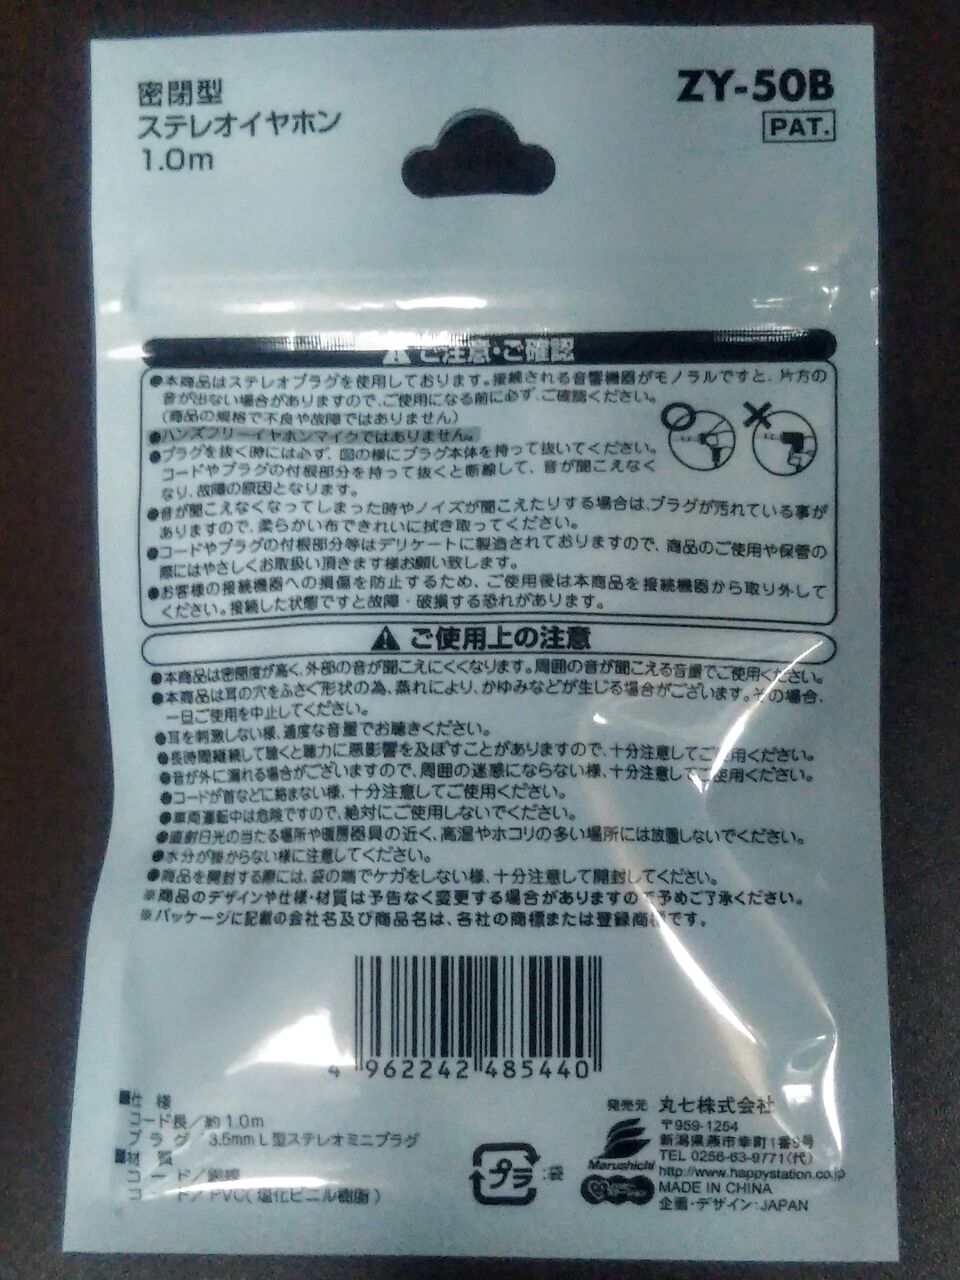 密閉型
ステレオイヤホン
1.0m
ZY-50B
PAT.
ご注意・ご確認
●本商品はステレオプラグを使用しております。接続される音響機器がモノラルですと、片方の
音が出ない場合がありますので、ご使用になる前に必ず、ご確認ください。
(商品の規格で不良や故障ではありません)
●ハンズフリーイヤホンマイクではありません。
●プラグを抜く時には必ず、図の様にプラグ本体を持って抜いてください。
コードやプラグの付根部分を持って抜くと断線して、音が聞こえなく
なり、故障の原因となります。
●音が聞こえなくなってしまった時やノイズが聞こえたりする場合は、プラグが汚れている事が
ありますので、柔らかい布できれいに拭き取ってください。
●コードやプラグの付根部分等はデリケートに製造されておりますので、商品のご使用や保管の
際にはやさしくお取扱い頂きます様お願い致します。
●お客様の接続機器への損傷を防止するため、ご使用後は本商品を接続機器から取り外して
ください。接続した状態ですと故障・破損する恐れがあります。
ご使用上の注意
●本商品は密閉度が高く、外部の音が聞こえにくくなります。周囲の音が聞こえる音量でご使用ください。
●本商品は耳の穴をふさぐ形状の為、蒸れにより、かゆみなどが生じる場合がございます。その場合、
一旦ご使用を中止してください。
●耳を刺激しない様、適度な音量でお聴きください。
●長時間継続して聴くと聴力に悪影響を及ぼすことがありますので、十分注意してご使用ください。
●音が外に漏れる場合がございますので、周囲の迷惑にならない様、十分注意してご使用ください。
●コードが首などに絡まない様、十分注意してご使用ください。
●車両運転中は危険ですので、絶対にご使用しないでください。
●直射日光の当たる場所や暖房器具の近く、高温やホコリの多い場所には放置しないでください。
●水分が掛からない様に注意してください。
●商品を開封する際には、袋の端でケガをしない様、十分注意して開封してください。
※商品のデザインや仕様・材質は予告なく変更する場合がありますので予めご了承ください。
※パッケージに記載の会社名及び商品名は、各社の商標または登録商標です。
4 962242 485440
■仕 様
コード長/約1.0m
プラグ/3.5mm L型ステレオミニプラグ
■材 質
コード/
コード/PVC(塩化ビニル樹脂)
プラ
:袋
発売元 丸七株式会社
〒959-1254
新潟県燕市幸町1番9号
TEL 0256-63-9771(代)
http://www.happystation.co.jp
MADE IN CHINA
企画・デザイン:JAPAN
Marushichi